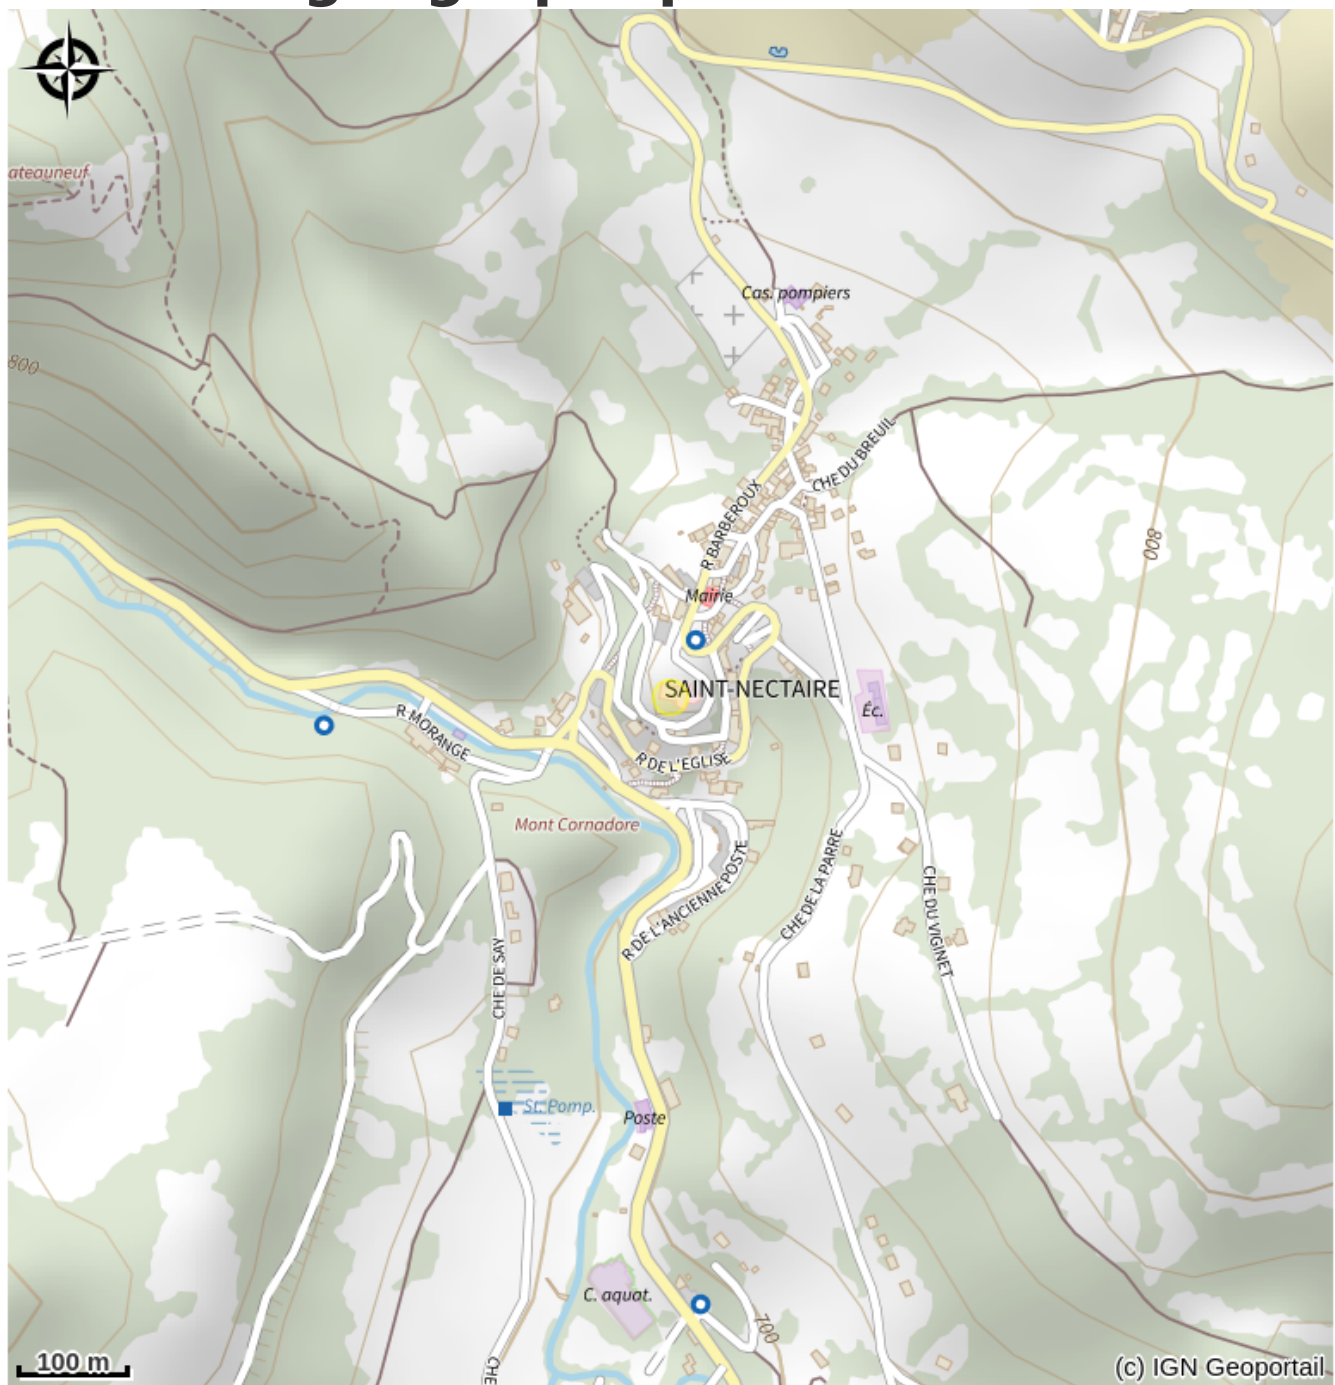 ateauneuf
Cas. pompiers
800
CHE DU BREUIL
R BARBEROUX
800
Mairie
SAINT-NECTAIRE
Éc.
R MORANGE
R DE L'EGLISE
Mont Cornadore
R DE L'ANCIENNE POSTE
CHE DE LA PARRE
CHE DU VIGINET
CHE DE SAY
St. Pomp.
Poste
C. aquat.
700
CHE
100 m
(c) IGN Geoportail